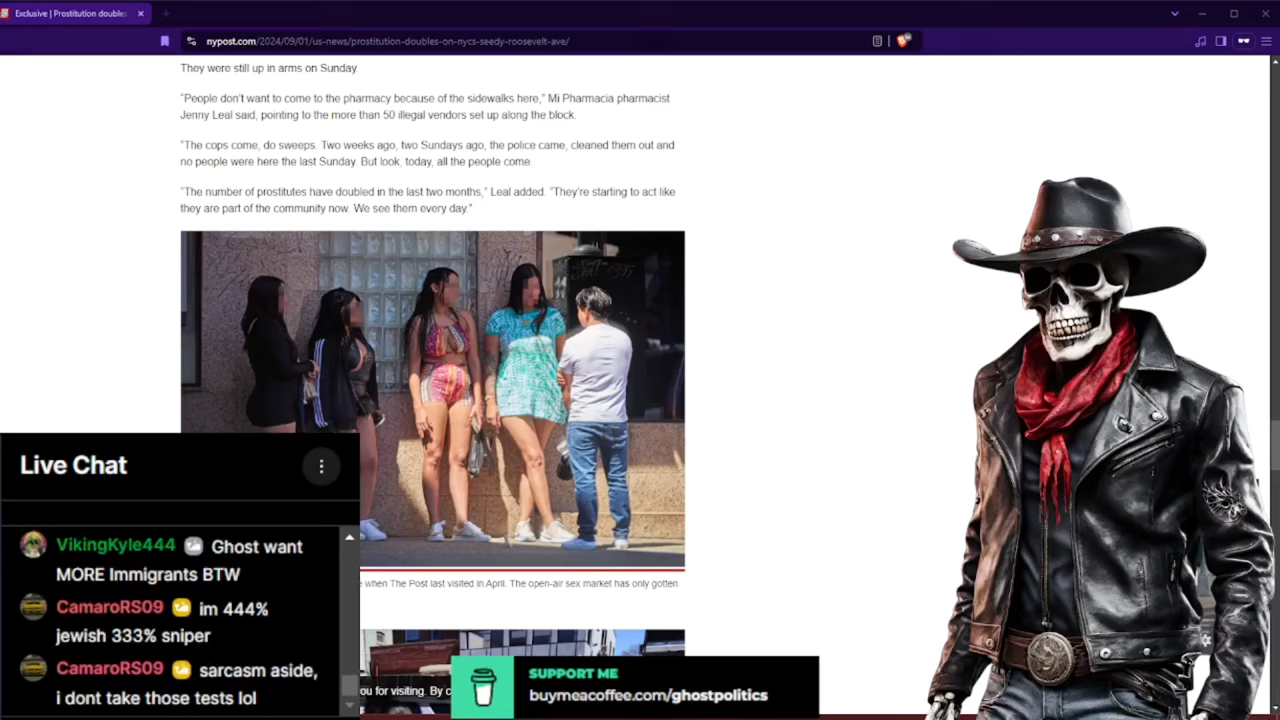 Exclusive | Prostitution doubles
nypost.com/2024/09/01/us-news/prostitution-doubles-on-nycs-seedy-roosevelt-ave/
They were still up in arms on Sunday.
"People don't want to come to the pharmacy because of the sidewalks here," Mi Pharmacia pharmacist
Jenny Leal said, pointing to the more than 50 illegal vendors set up along the block.
"The cops come, do sweeps. Two weeks ago, two Sundays ago, the police came, cleaned them out and
no people were here the last Sunday. But look, today, all the people come.
"The number of prostitutes have doubled in the last two months," Leal added. "They're starting to act like
they are part of the community now. We see them every day."
when The Post last visited in April. The open-air sex market has only gotten
Live Chat
VikingKyle444 Ghost want
MORE Immigrants BTW
CamaroRS09 im 444%
jewish 333% sniper
CamaroRS09 sarcasm aside,
i dont take those tests lol
ou for visiting. By c
SUPPORT ME
buymeacoffee.com/ghostpolitics